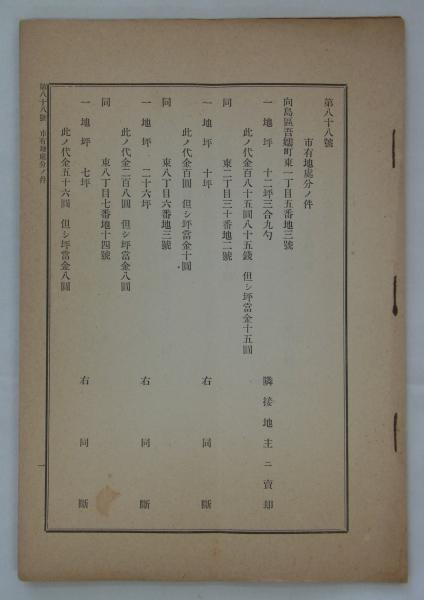 第八十八號
市有地處分ノ件
向島區吾嬬町東一丁目五番地三號
一 地坪 十二坪三合九勺 隣接地主ニ賣却
此ノ代金百八十五圓八十五錢 但シ坪當金十五圓
同 東二丁目三十番地二號
一 地坪 十坪 右同斷
此ノ代金百圓 但シ坪當金十圓
同 東八丁目六番地三號
一 地坪 二十六坪 右同斷
此ノ代金二百八圓 但シ坪當金八圓
同 東八丁目七番地十四號
一 地坪 七坪 右同斷
此ノ代金五十六圓 但シ坪當金八圓
第八十八號 市有地處分ノ件 一